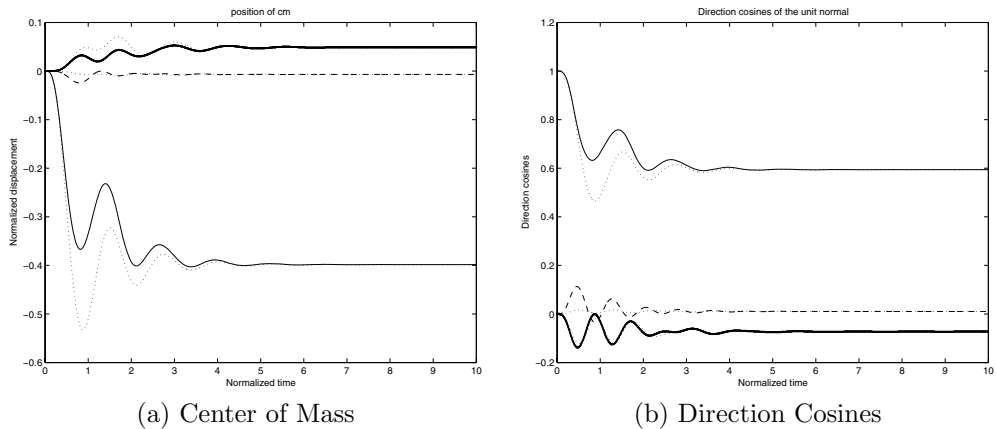 position of cm
0.1
0
−0.1
−0.2
−0.3
−0.4
−0.5
−0.6
Normalized displacement
0 1 2 3 4 5 6 7 8 9 10
Normalized time
(a) Center of Mass
Direction cosines of the unit normal
1.2
1
0.8
0.6
0.4
0.2
0
−0.2
Direction cosines
0 1 2 3 4 5 6 7 8 9 10
Normalized time
(b) Direction Cosines